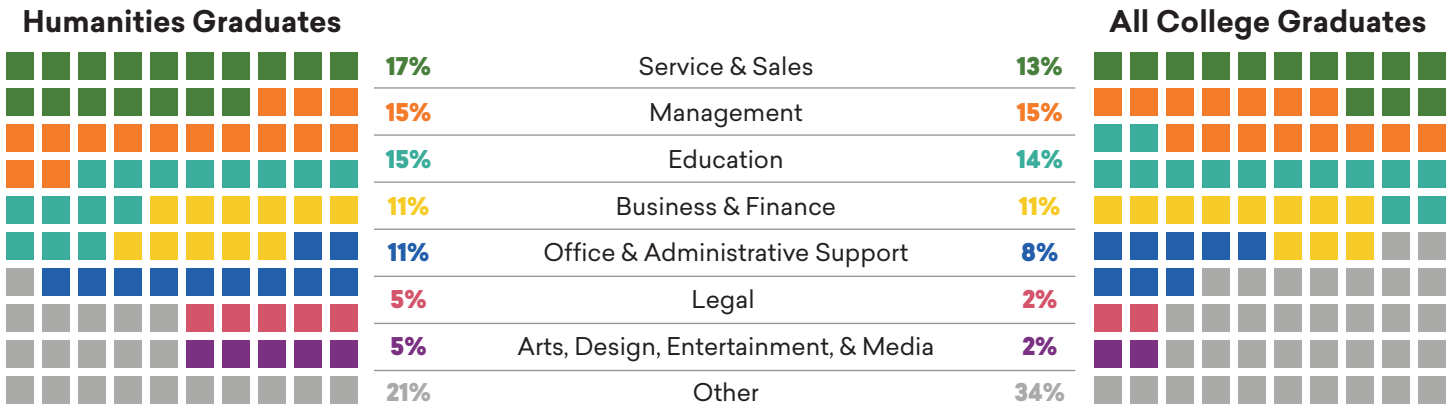 Humanities Graduates
All College Graduates
17% Service & Sales 13%
15% Management 15%
15% Education 14%
11% Business & Finance 11%
11% Office & Administrative Support 8%
5% Legal 2%
5% Arts, Design, Entertainment, & Media 2%
21% Other 34%